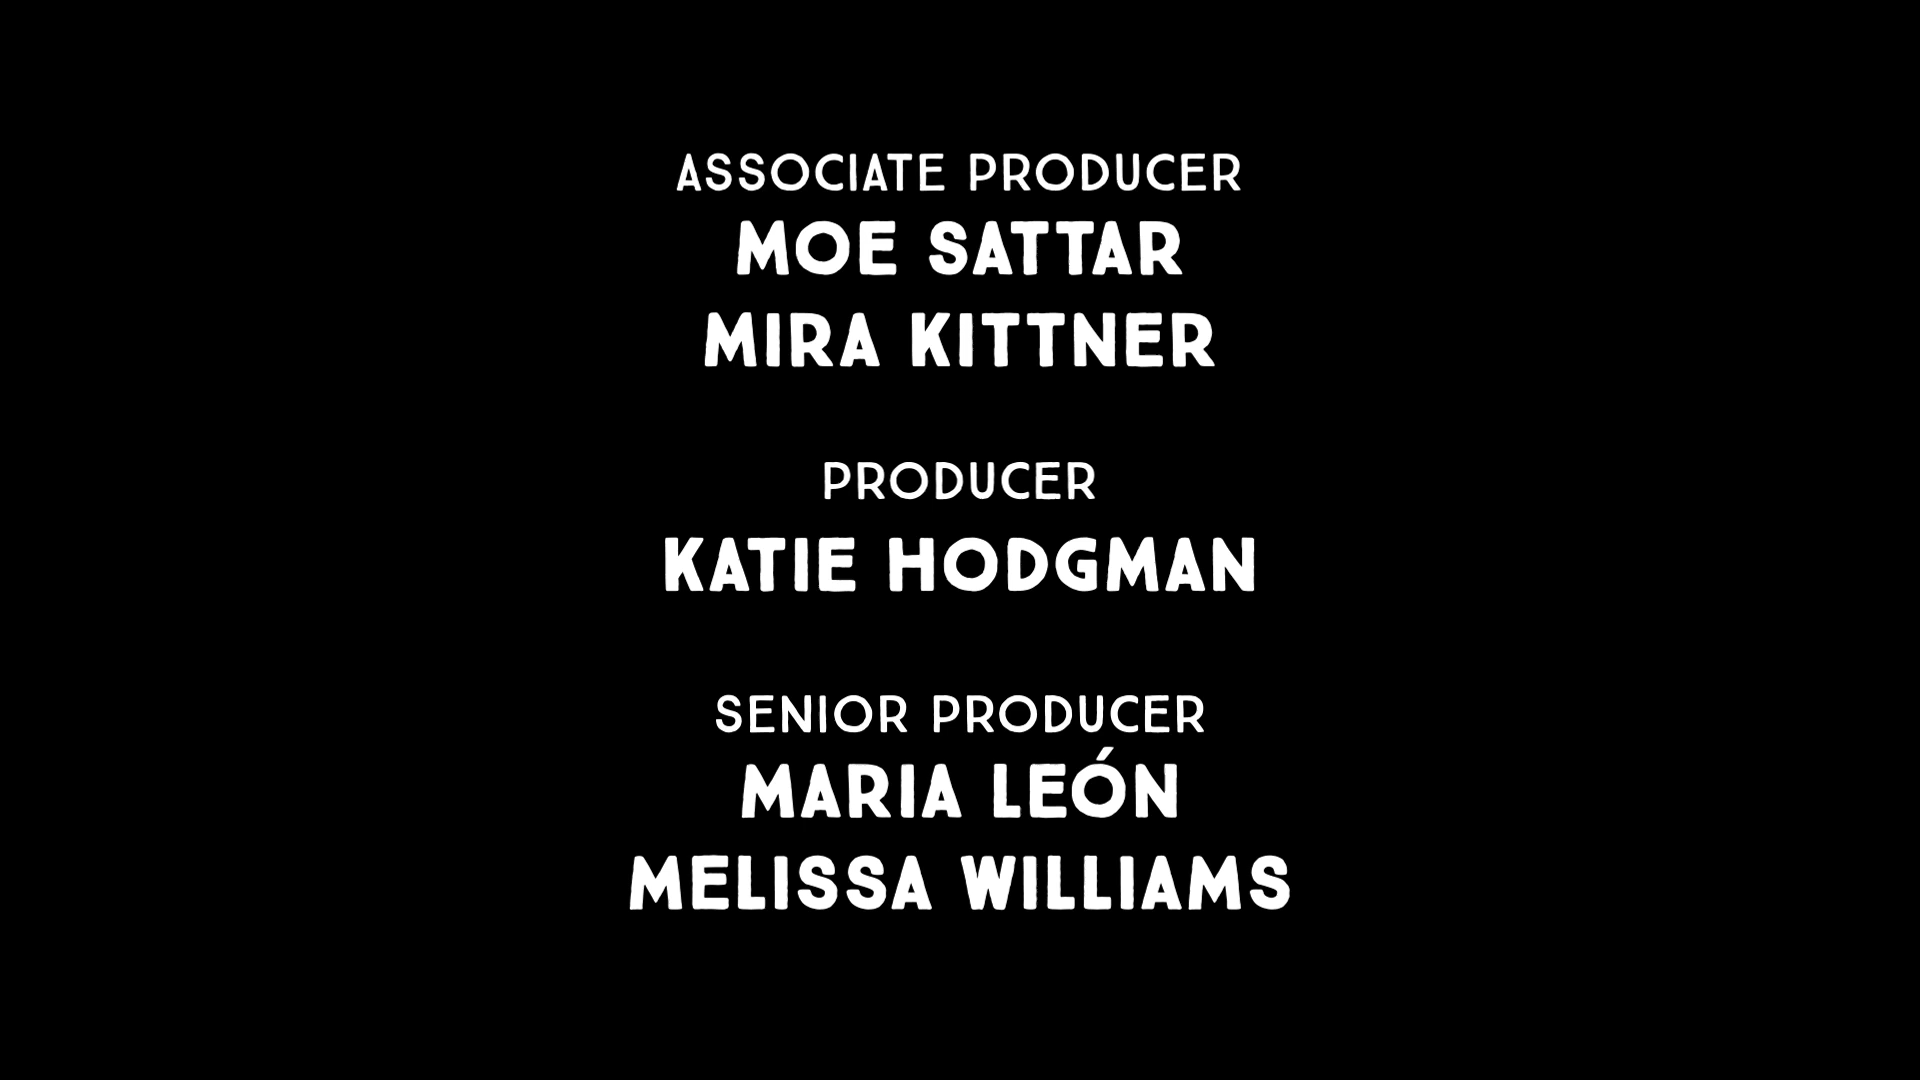 ASSOCIATE PRODUCER
MOE SATTAR
MIRA KITTNER
PRODUCER
KATIE HODGMAN
SENIOR PRODUCER
MARIA LEÓN
MELISSA WILLIAMS